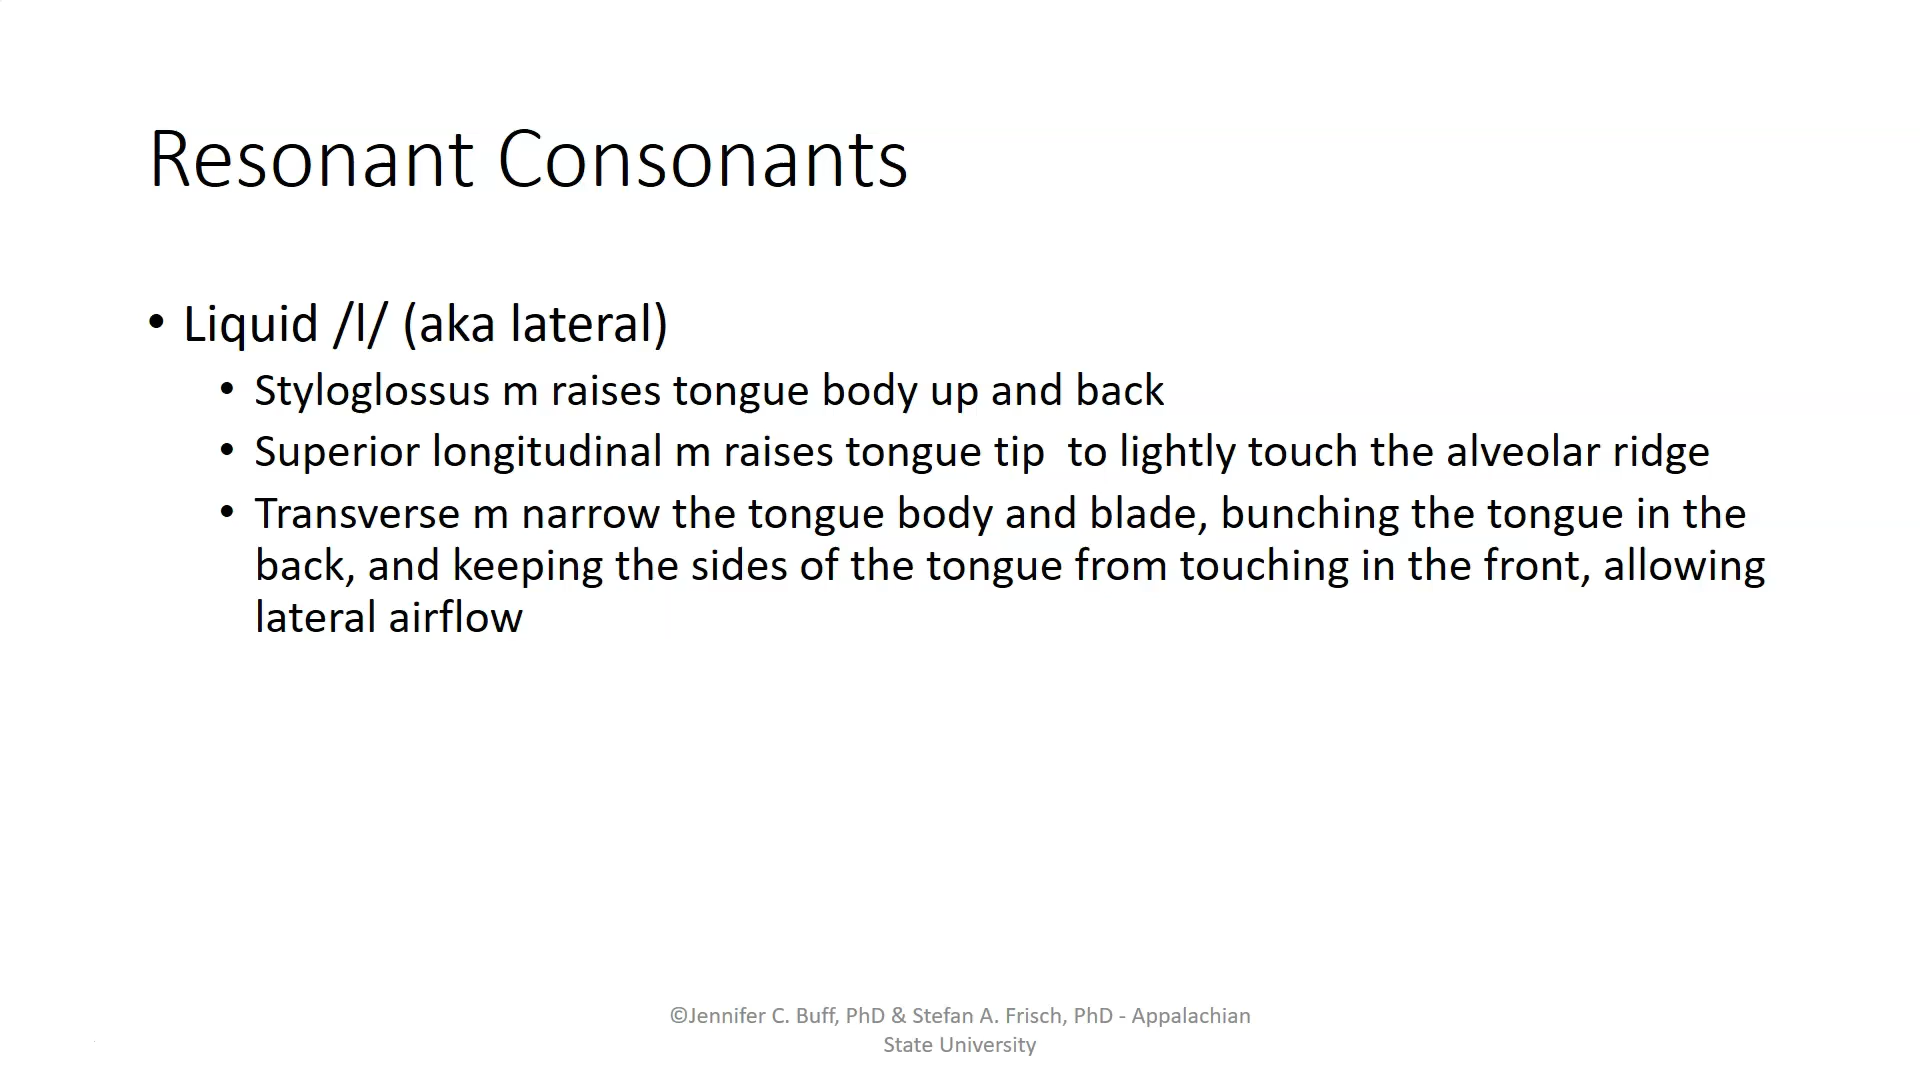 Resonant Consonants
• Liquid /l/ (aka lateral)
• Styloglossus m raises tongue body up and back
• Superior longitudinal m raises tongue tip  to lightly touch the alveolar ridge
• Transverse m narrow the tongue body and blade, bunching the tongue in the
back, and keeping the sides of the tongue from touching in the front, allowing
lateral airflow
©Jennifer C. Buff, PhD & Stefan A. Frisch, PhD - Appalachian
State University